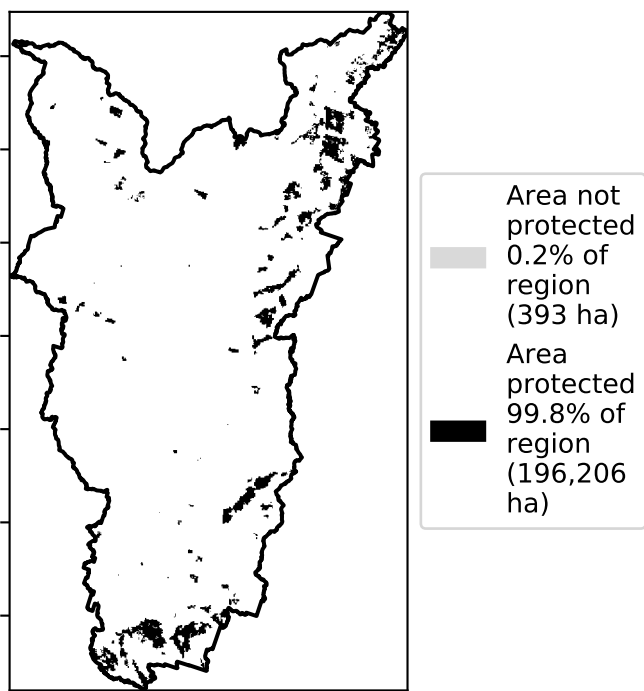 Area not
protected
0.2% of
region
(393 ha)
Area
protected
99.8% of
region
(196,206
ha)